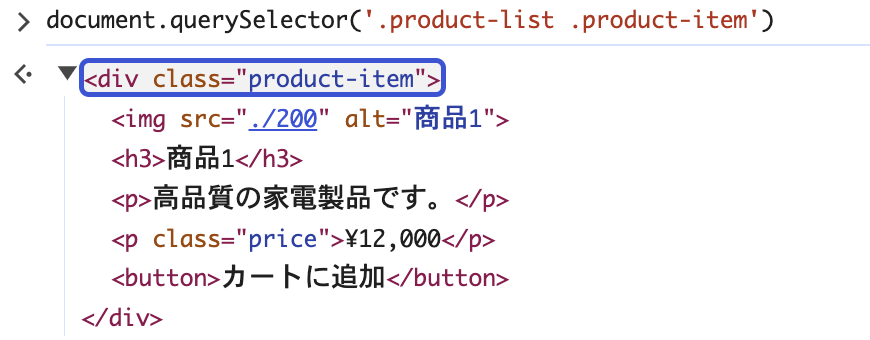 document.querySelector('.product-list .product-item')
<div class="product-item">
<img src="./200" alt="商品1">
<h3>商品1</h3>
<p>高品質の家電製品です。</p>
<p class="price">¥12,000</p>
<button>カートに追加</button>
</div>